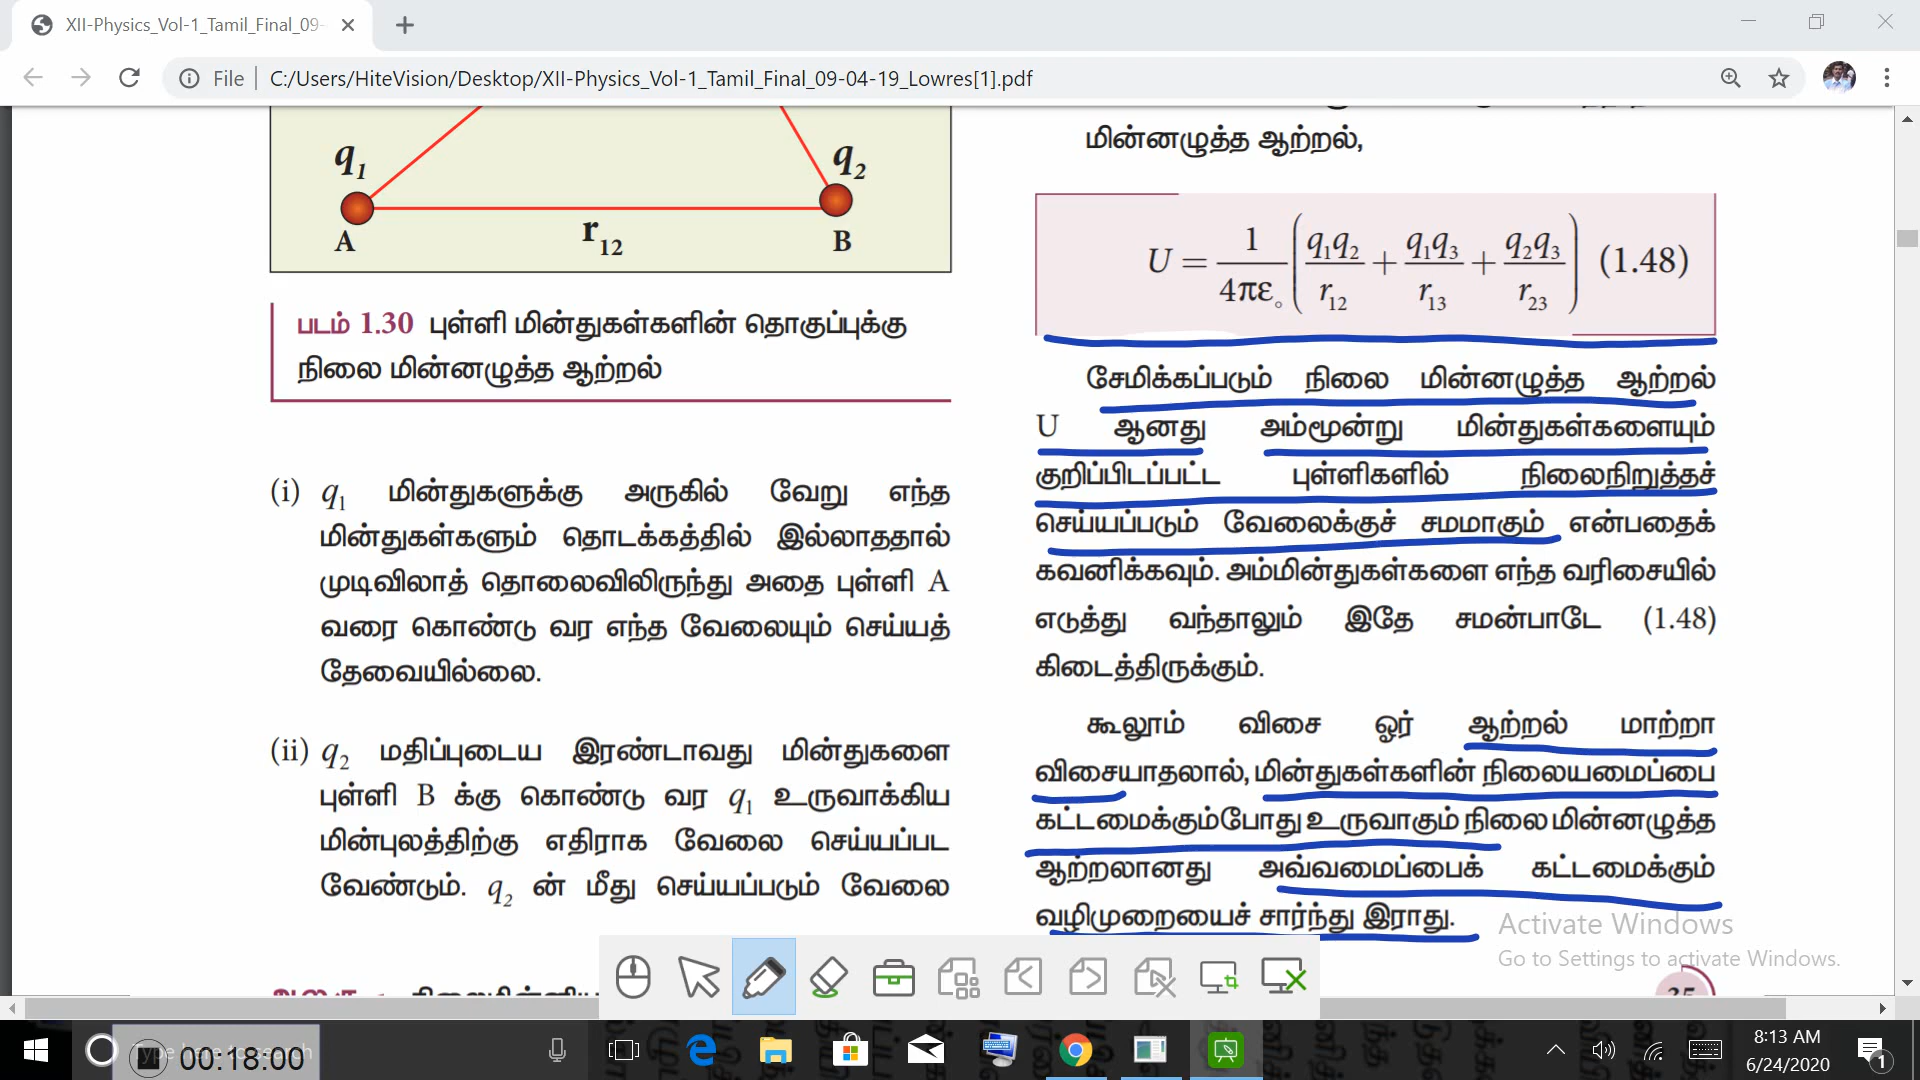 XII-Physics_Vol-1_Tamil_Final_09-
File
C:/Users/HiteVision/Desktop/XII-Physics_Vol-1_Tamil_Final_09-04-19_Lowres[1].pdf
q1
q2
A
r12
B
படம் 1.30 புள்ளி மின்துகள்களின் தொகுப்புக்கு
நிலை மின்னழுத்த ஆற்றல்
(i) q1 மின்துகளுக்கு அருகில் வேறு எந்த
மின்துகள்களும் தொடக்கத்தில் இல்லாததால்
முடிவிலாத் தொலைவிலிருந்து அதை புள்ளி A
வரை கொண்டு வர எந்த வேலையும் செய்யத்
தேவையில்லை.
(ii) q2 மதிப்புடைய இரண்டாவது மின்துகளை
புள்ளி B க்கு கொண்டு வர q1 உருவாக்கிய
மின்புலத்திற்கு எதிராக வேலை செய்யப்பட
வேண்டும். q2 ன் மீது செய்யப்படும் வேலை
மின்னழுத்த ஆற்றல்,
U = 1/4πε₀ (q1q2/r12 + q1q3/r13 + q2q3/r23) (1.48)
சேமிக்கப்படும் நிலை மின்னழுத்த ஆற்றல்
U ஆனது அம்மூன்று மின்துகள்களையும்
குறிப்பிடப்பட்ட புள்ளிகளில் நிலைநிறுத்தச்
செய்யப்படும் வேலைக்குச் சமமாகும் என்பதைக்
கவனிக்கவும். அம்மின்துகள்களை எந்த வரிசையில்
எடுத்து வந்தாலும் இதே சமன்பாடே (1.48)
கிடைத்திருக்கும்.
கூலூம் விசை ஓர் ஆற்றல் மாற்றா
விசையாதலால், மின்துகள்களின் நிலையமைப்பை
கட்டமைக்கும்போது உருவாகும் நிலை மின்னழுத்த
ஆற்றலானது அவ்வமைப்பைக் கட்டமைக்கும்
வழிமுறையைச் சார்ந்து இராது.
Activate Windows
Go to Settings to activate Windows.
Type here to search
00:18:00
8:13 AM
6/24/2020
1